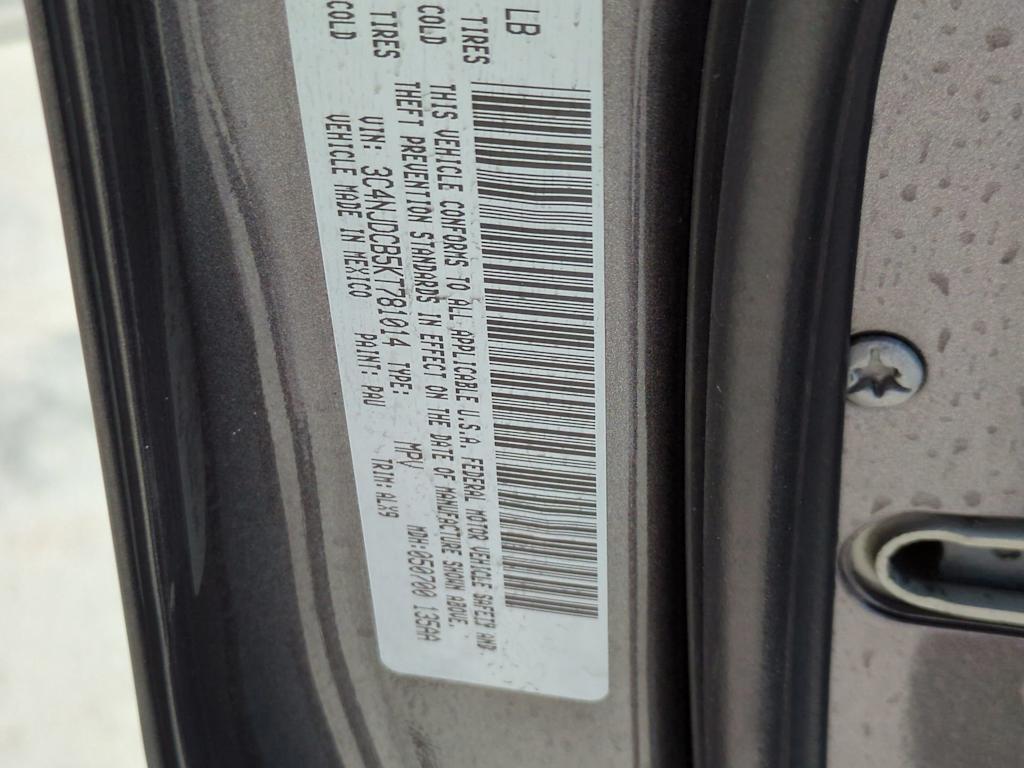 LB
TIRES COLD
TIRES COLD
THIS VEHICLE CONFORMS TO ALL APPLICABLE U.S.A. FEDERAL MOTOR VEHICLE SAFETY AND
THEFT PREVENTION STANDARDS IN EFFECT ON THE DATE OF MANUFACTURE SHOWN ABOVE.
VIN: 3C4NJDCB5KT781014 TYPE: MPV MDH:050700 135AA
VEHICLE MADE IN MEXICO PAINT: PAU TRIM:ALX9